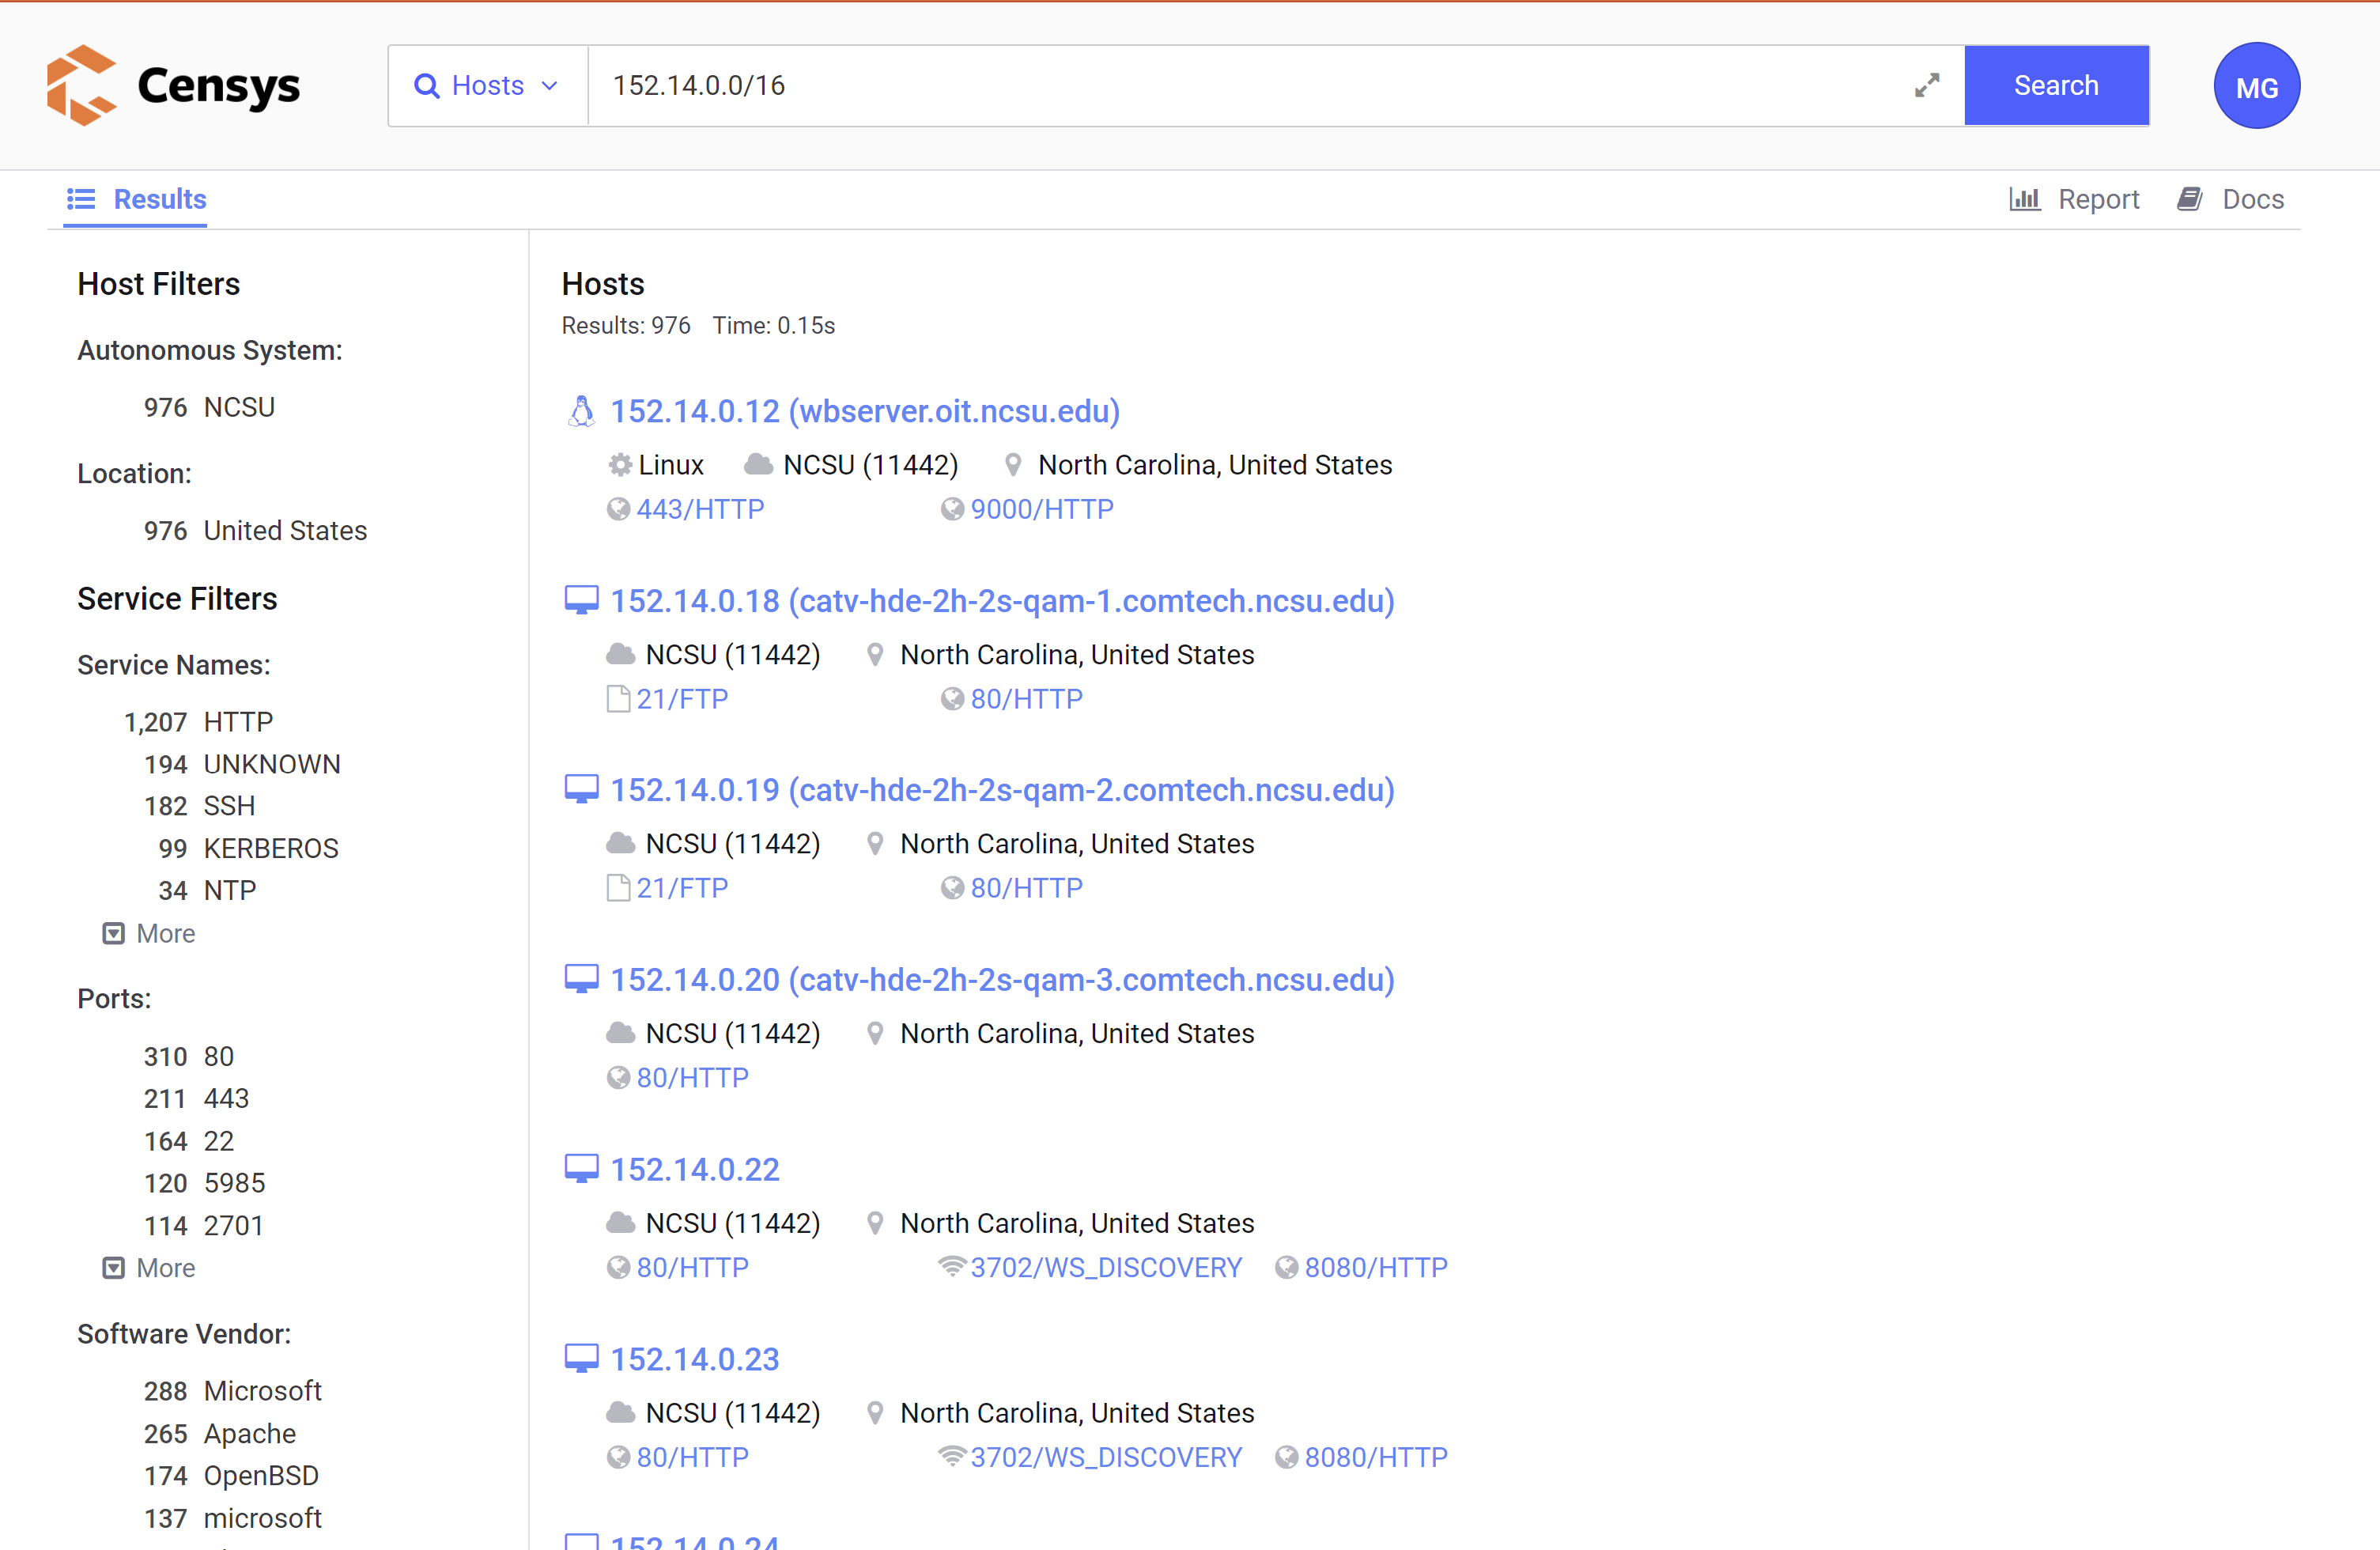 Censys
Hosts
152.14.0.0/16
Search
MG
Results
Report
Docs
Host Filters
Autonomous System:
976 NCSU
Location:
976 United States
Service Filters
Service Names:
1,207 HTTP
194 UNKNOWN
182 SSH
99 KERBEROS
34 NTP
More
Ports:
310 80
211 443
164 22
120 5985
114 2701
More
Software Vendor:
288 Microsoft
265 Apache
174 OpenBSD
137 microsoft
Hosts
Results: 976 Time: 0.15s
152.14.0.12 (wbserver.oit.ncsu.edu)
Linux NCSU (11442) North Carolina, United States
443/HTTP 9000/HTTP
152.14.0.18 (catv-hde-2h-2s-qam-1.comtech.ncsu.edu)
NCSU (11442) North Carolina, United States
21/FTP 80/HTTP
152.14.0.19 (catv-hde-2h-2s-qam-2.comtech.ncsu.edu)
NCSU (11442) North Carolina, United States
21/FTP 80/HTTP
152.14.0.20 (catv-hde-2h-2s-qam-3.comtech.ncsu.edu)
NCSU (11442) North Carolina, United States
80/HTTP
152.14.0.22
NCSU (11442) North Carolina, United States
80/HTTP 3702/WS_DISCOVERY 8080/HTTP
152.14.0.23
NCSU (11442) North Carolina, United States
80/HTTP 3702/WS_DISCOVERY 8080/HTTP
152.14.0.24